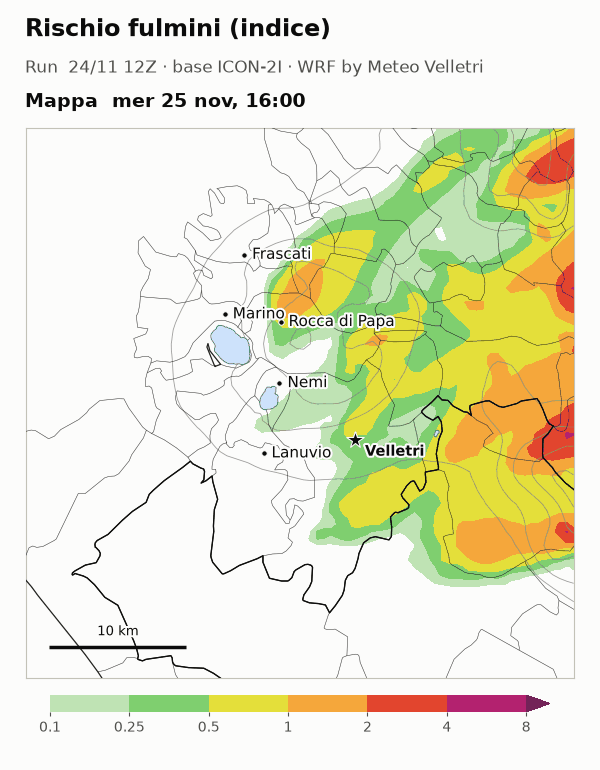 Rischio fulmini (indice)
Run  24/11 12Z · base ICON-2I · WRF by Meteo Velletri
Mappa  mer 25 nov, 16:00
Frascati
Marino
Rocca di Papa
Nemi
Velletri
Lanuvio
10 km
0.1 0.25 0.5 1 2 4 8